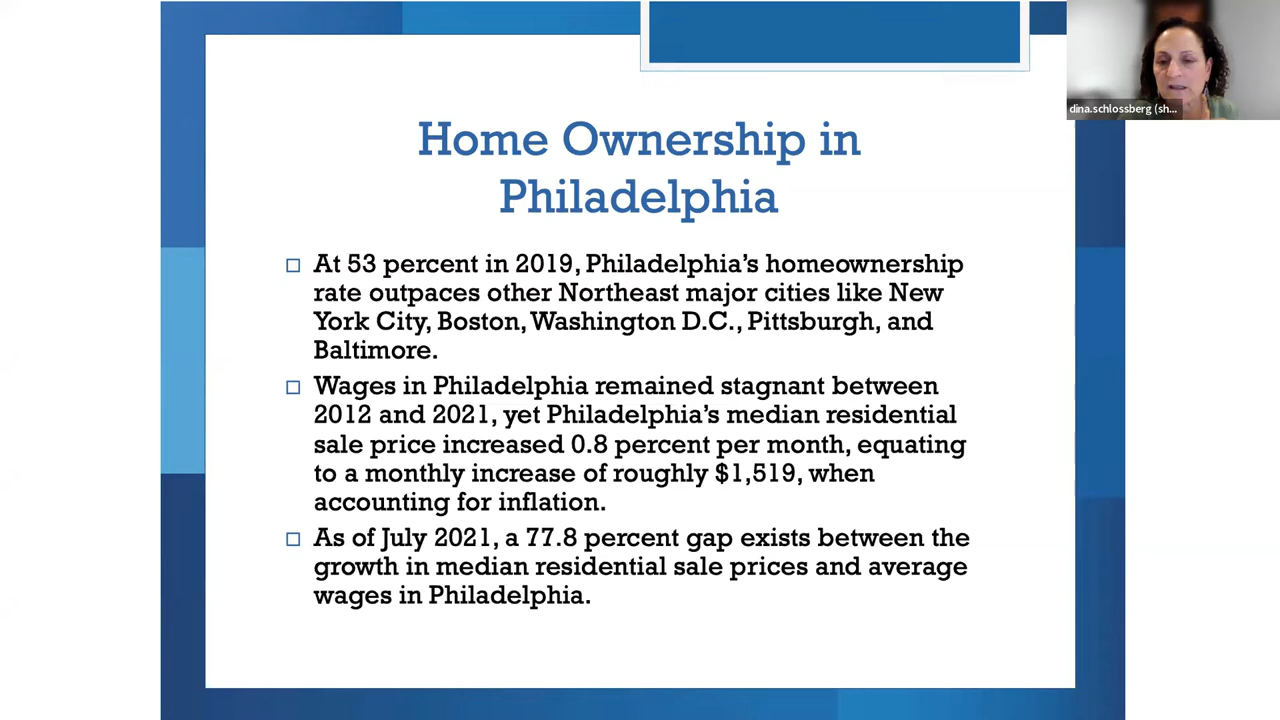 Home Ownership in
Philadelphia
At 53 percent in 2019, Philadelphia's homeownership
rate outpaces other Northeast major cities like New
York City, Boston, Washington D.C., Pittsburgh, and
Baltimore.
Wages in Philadelphia remained stagnant between
2012 and 2021, yet Philadelphia's median residential
sale price increased 0.8 percent per month, equating
to a monthly increase of roughly $1,519, when
accounting for inflation.
As of July 2021, a 77.8 percent gap exists between the
growth in median residential sale prices and average
wages in Philadelphia.
dina.schlossberg (sh...